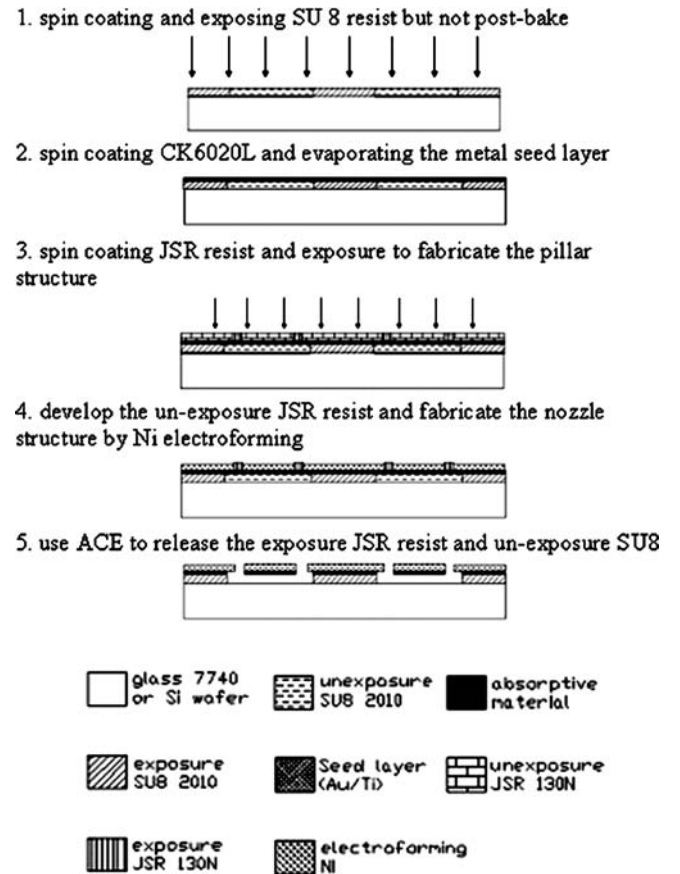 1. spin coating and exposing SU 8 resist but not post-bake
2. spin coating CK6020L and evaporating the metal seed layer
3. spin coating JSR resist and exposure to fabricate the pillar
structure
4. develop the un-exposure JSR resist and fabricate the nozzle
structure by Ni electroforming
5. use ACE to release the exposure JSR resist and un-exposure SU8
glass 7740
or Si wafer
unexposure
SU8 2010
absorptive
material
exposure
SU8 2010
Seed layer
(Au/Ti)
unexposure
JSR 130N
exposure
JSR 130N
electroforming
NI